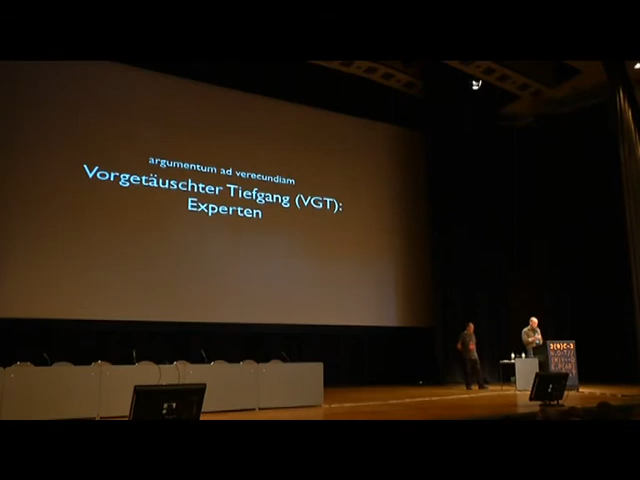 argumentum ad verecundiam
Vorgetäuschter Tiefgang (VGT):
Experten